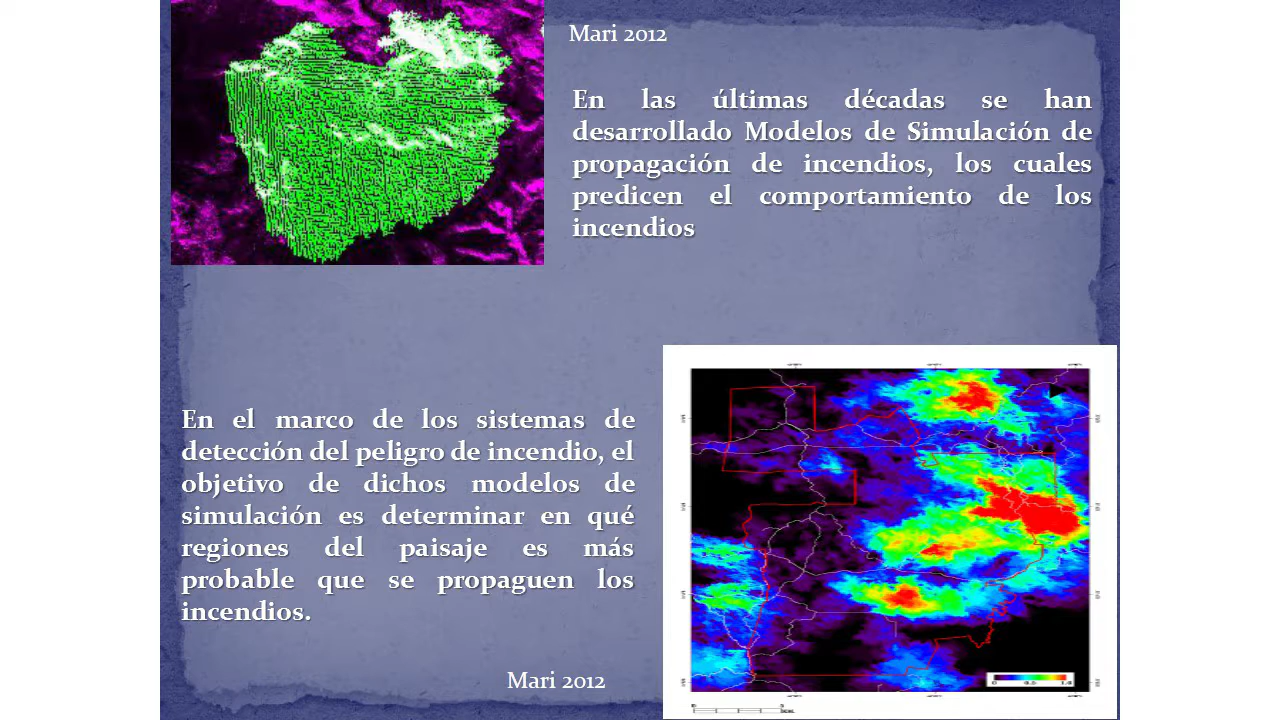 Mari 2012
En las últimas décadas se han
desarrollado Modelos de Simulación de
propagación de incendios, los cuales
predicen el comportamiento de los
incendios
En el marco de los sistemas de
detección del peligro de incendio, el
objetivo de dichos modelos de
simulación es determinar en qué
regiones del paisaje es más
probable que se propaguen los
incendios.
Mari 2012